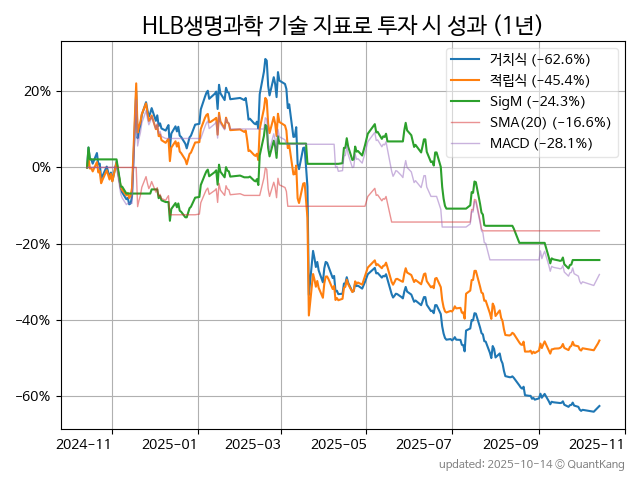 HLB생명과학 기술 지표로 투자 시 성과 (1년)
거치식 (−62.6%)
적립식 (−45.4%)
SigM (−24.3%)
SMA(20) (−16.6%)
MACD (−28.1%)
20%
0%
−20%
−40%
−60%
2024−11
2025−01
2025−03
2025−05
2025−07
2025−09
2025−11
updated: 2025-10-14 © QuantKang